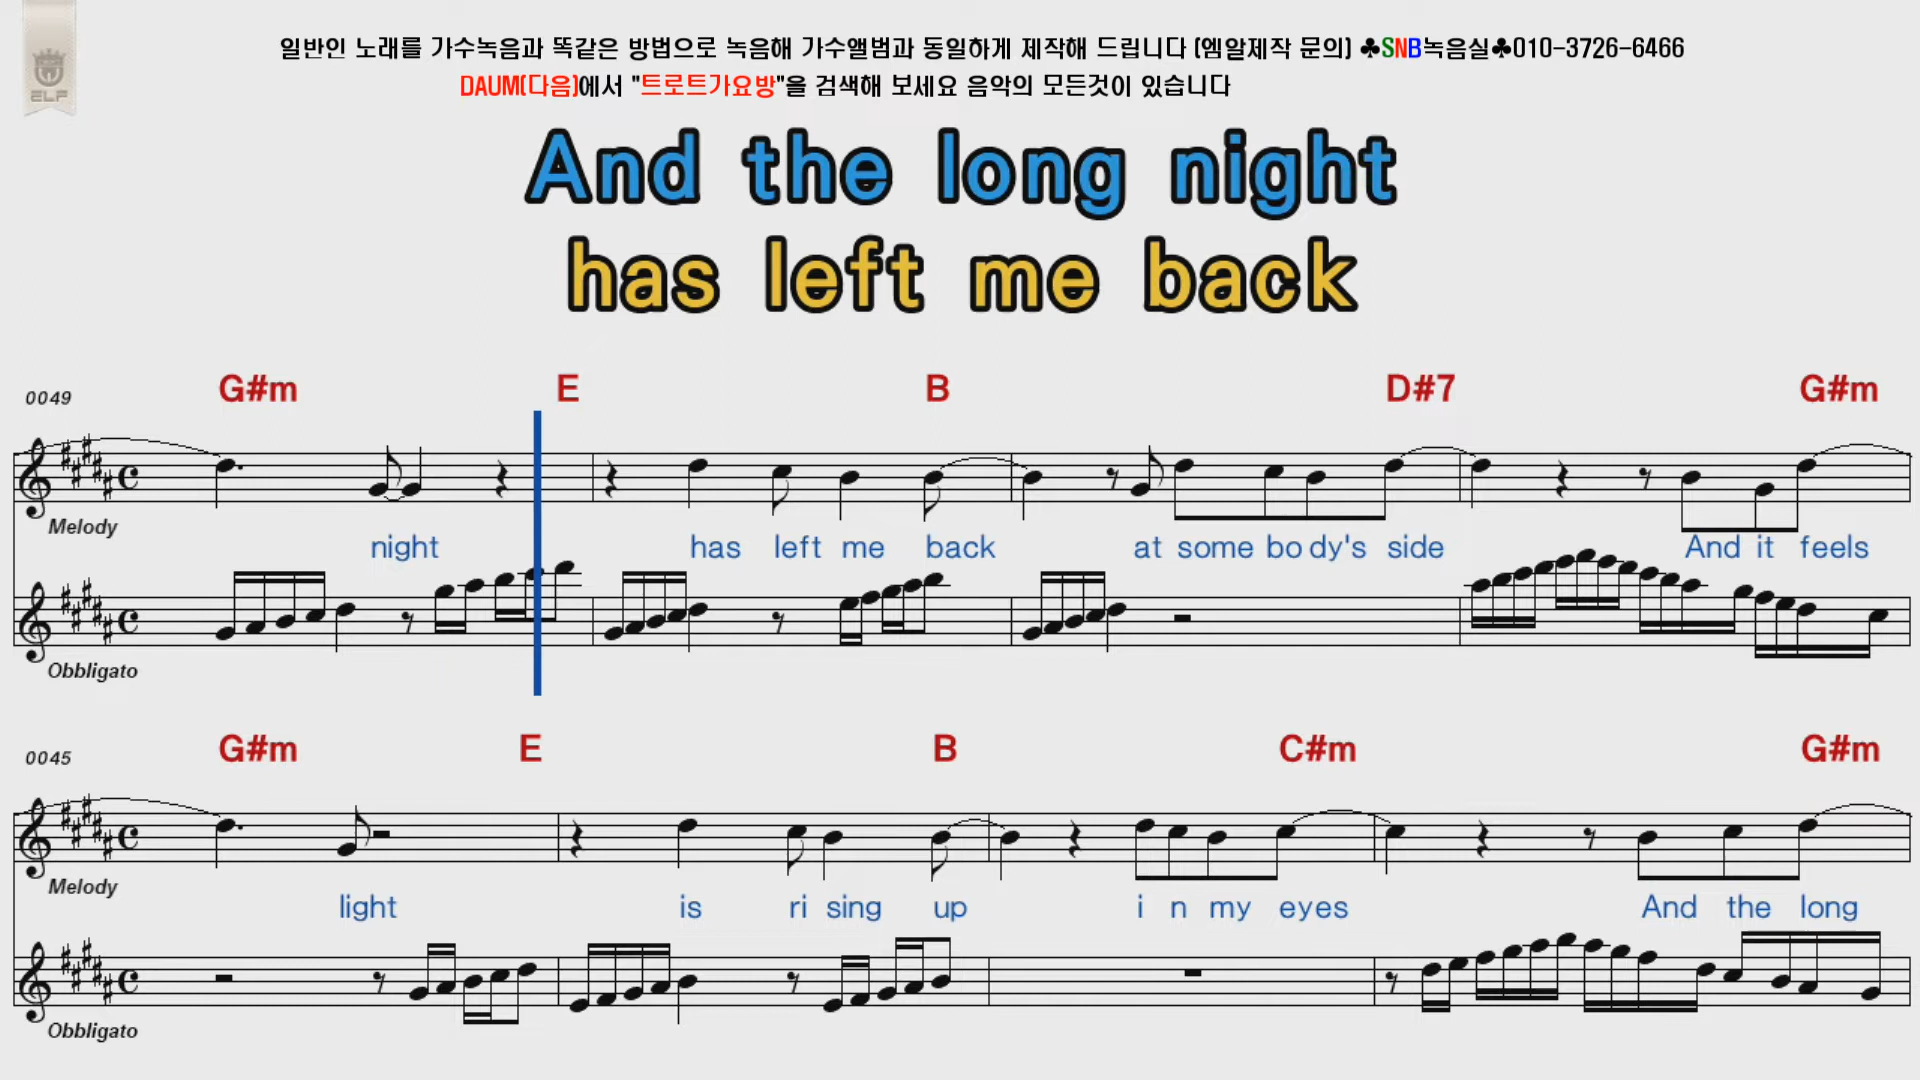 ELF
일반인 노래를 가수녹음과 똑같은 방법으로 녹음해 가수앨범과 동일하게 제작해 드립니다 (엠알제작 문의) ♣SNB녹음실♣010-3726-6466
DAUM(다음)에서 "트로트가요방"을 검색해 보세요 음악의 모든것이 있습니다
And the long night
has left me back
0049 G#m E B D#7 G#m
Melody
night has left me back at some bo dy's side And it feels
Obbligato
0045 G#m E B C#m G#m
Melody
light is ri sing up i n my eyes And the long
Obbligato